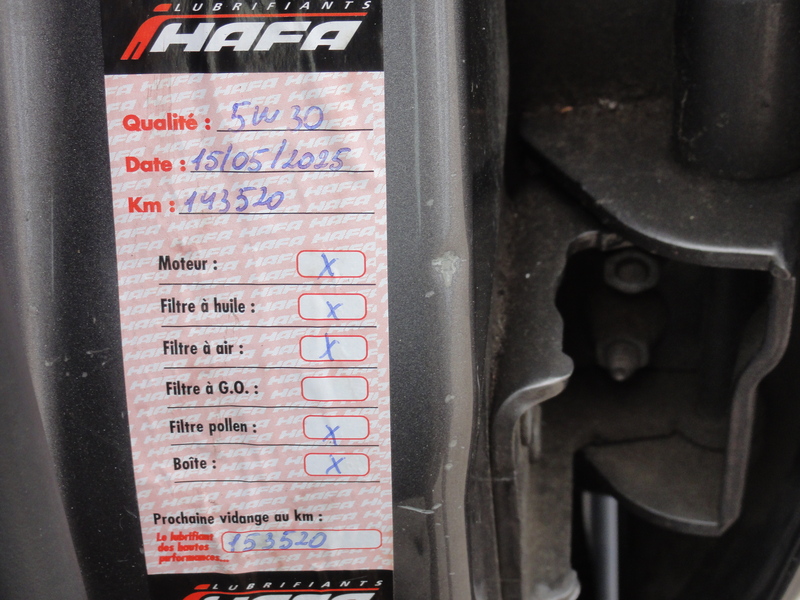 LUBRIFIANTS
HAFA
Qualité : 5W30
Date : 15/05/2025
Km : 143520
Moteur : X
Filtre à huile : X
Filtre à air : X
Filtre à G.O. :
Filtre pollen : X
Boîte : X
Prochaine vidange au km :
Le lubrifiant
des hautes
performances...
153520
LUBRIFIANTS
HAFA